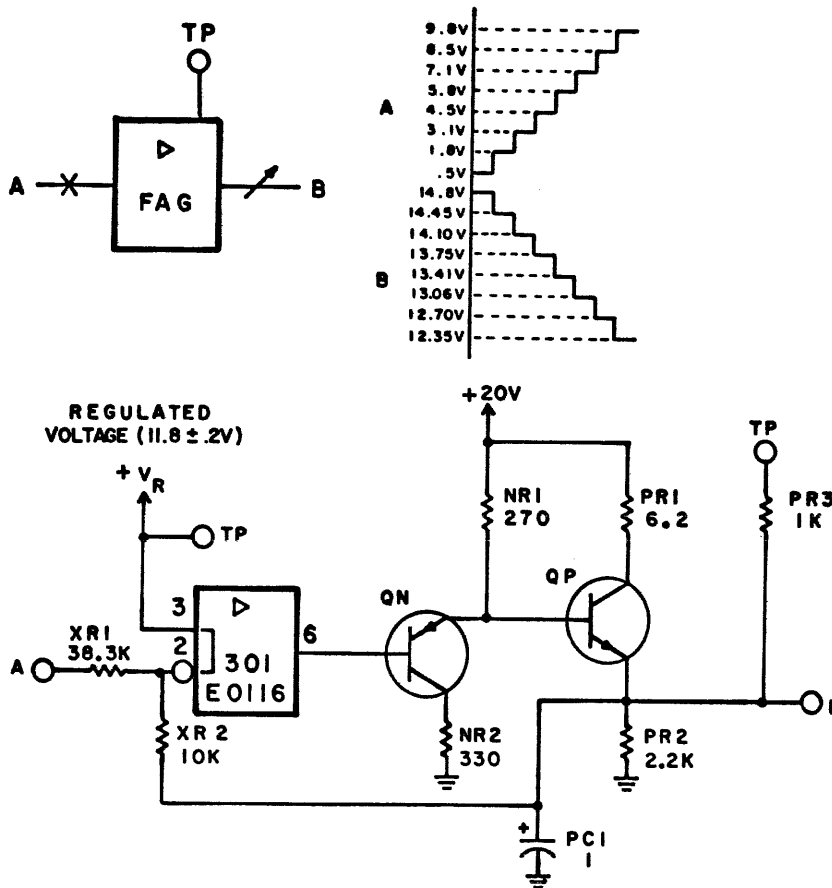 TP
A
FAG
B
A
9.8V
8.5V
7.1V
5.8V
4.5V
3.1V
1.8V
.5V
B
14.8V
14.45V
14.10V
13.75V
13.41V
13.06V
12.70V
12.35V
REGULATED
VOLTAGE (11.8 ± .2V)
+ VR
TP
+20V
TP
NR1
270
PR1
6.2
PR3
1K
QN
QP
3
2
6
301
E0116
A
XR1
38.3K
XR2
10K
NR2
330
PR2
2.2K
+
PC1
1